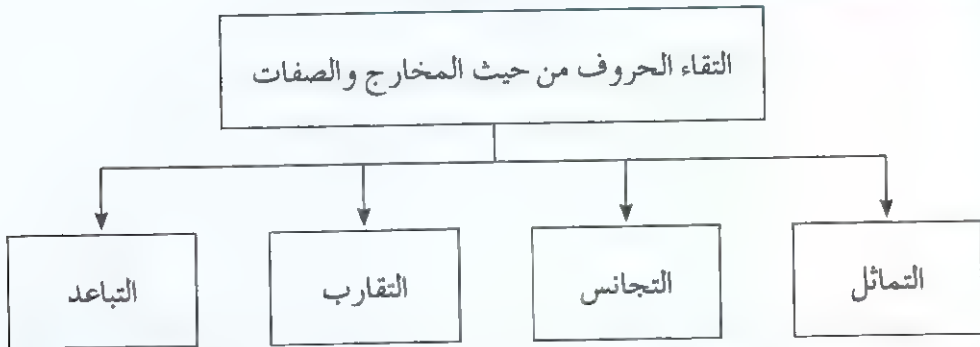 التقاء الحروف من حيث المخارج والصفات
التماثل
التجانس
التقارب
التباعد